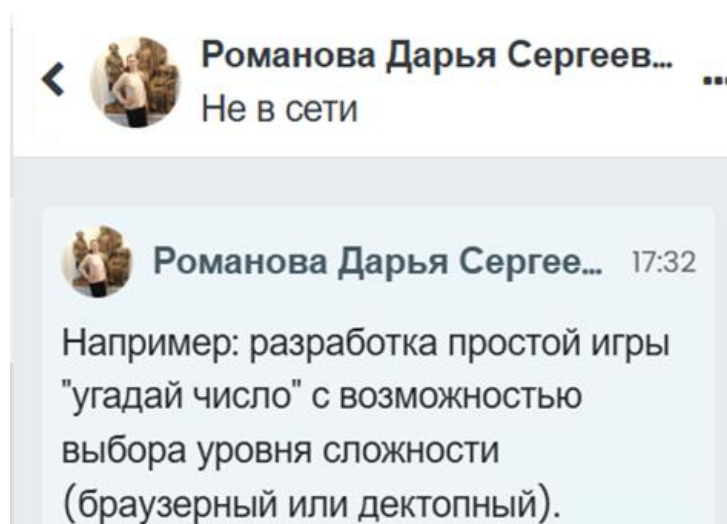 Романова Дарья Сергеев...
Не в сети
Романова Дарья Сергее... 17:32
Например: разработка простой игры
"угадай число" с возможностью
выбора уровня сложности
(браузерный или дектопный).